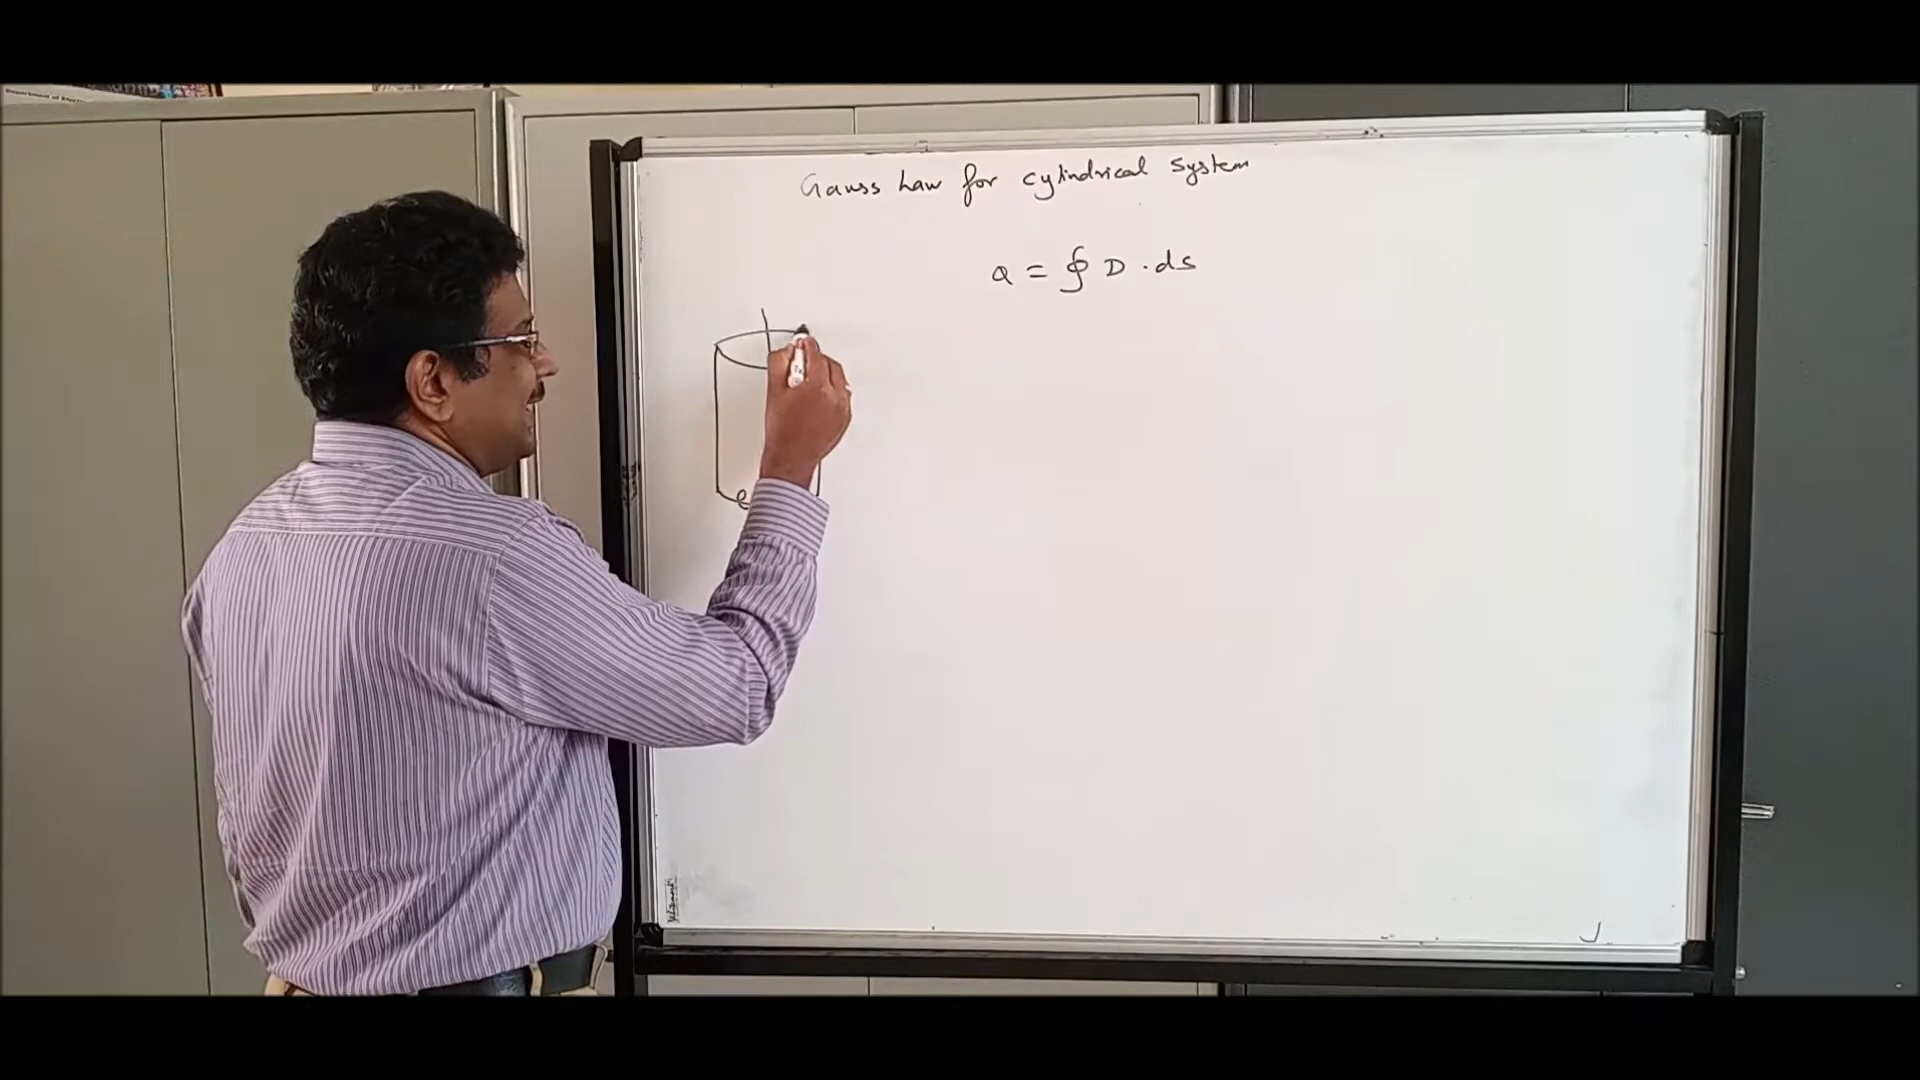 Gauss Law for cylindrical system
Q = ∮ D . ds